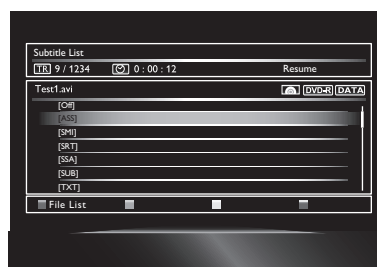 Subtitle List
TR 9 / 1234 0 : 00 : 12 Resume
Test1.avi DVD-R DATA
[Off]
[ASS]
[SMI]
[SRT]
[SSA]
[SUB]
[TXT]
File List